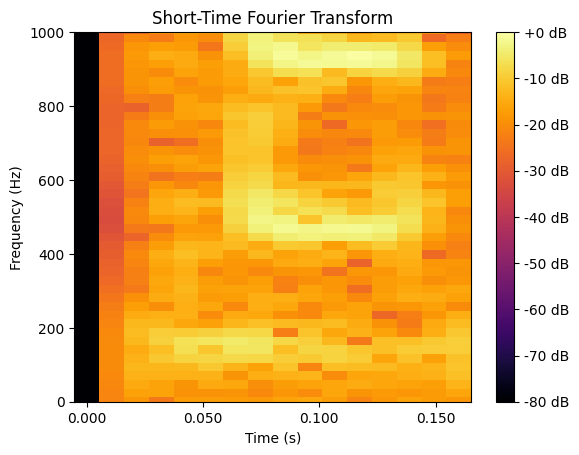 Short-Time Fourier Transform
1000
800
600
400
200
0
Frequency (Hz)
0.000
0.050
0.100
0.150
Time (s)
+0 dB
-10 dB
-20 dB
-30 dB
-40 dB
-50 dB
-60 dB
-70 dB
-80 dB